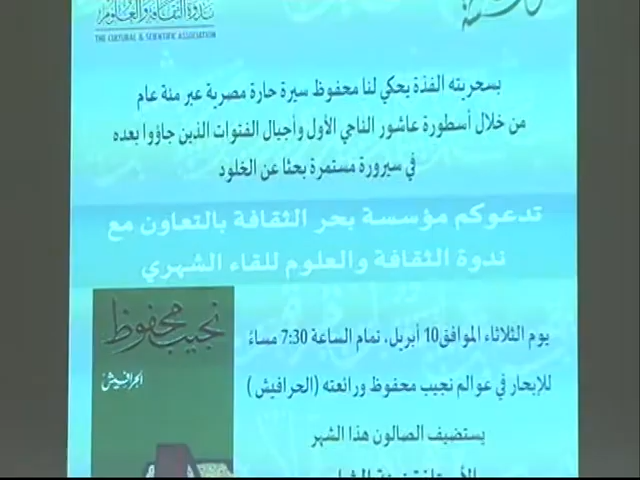 ندوة الثقافة والعلوم
THE CULTURAL & SCIENTIFIC ASSOCIATION
بسحريته الفذة يحكي لنا محفوظ سيرة حارة مصرية عبر مئة عام
من خلال أسطورة عاشور الناجي الأول وأجيال الفتوات الذين جاؤوا بعده
في سيرورة مستمرة بحثا عن الخلود
تدعوكم مؤسسة بحر الثقافة بالتعاون مع
ندوة الثقافة والعلوم للقاء الشهري
نجيب محفوظ
الحرافيش
يوم الثلاثاء الموافق10 أبريل، تمام الساعة 7:30 مساءً
للإبحار في عوالم نجيب محفوظ ورائعته (الحرافيش )
يستضيف الصالون هذا الشهر